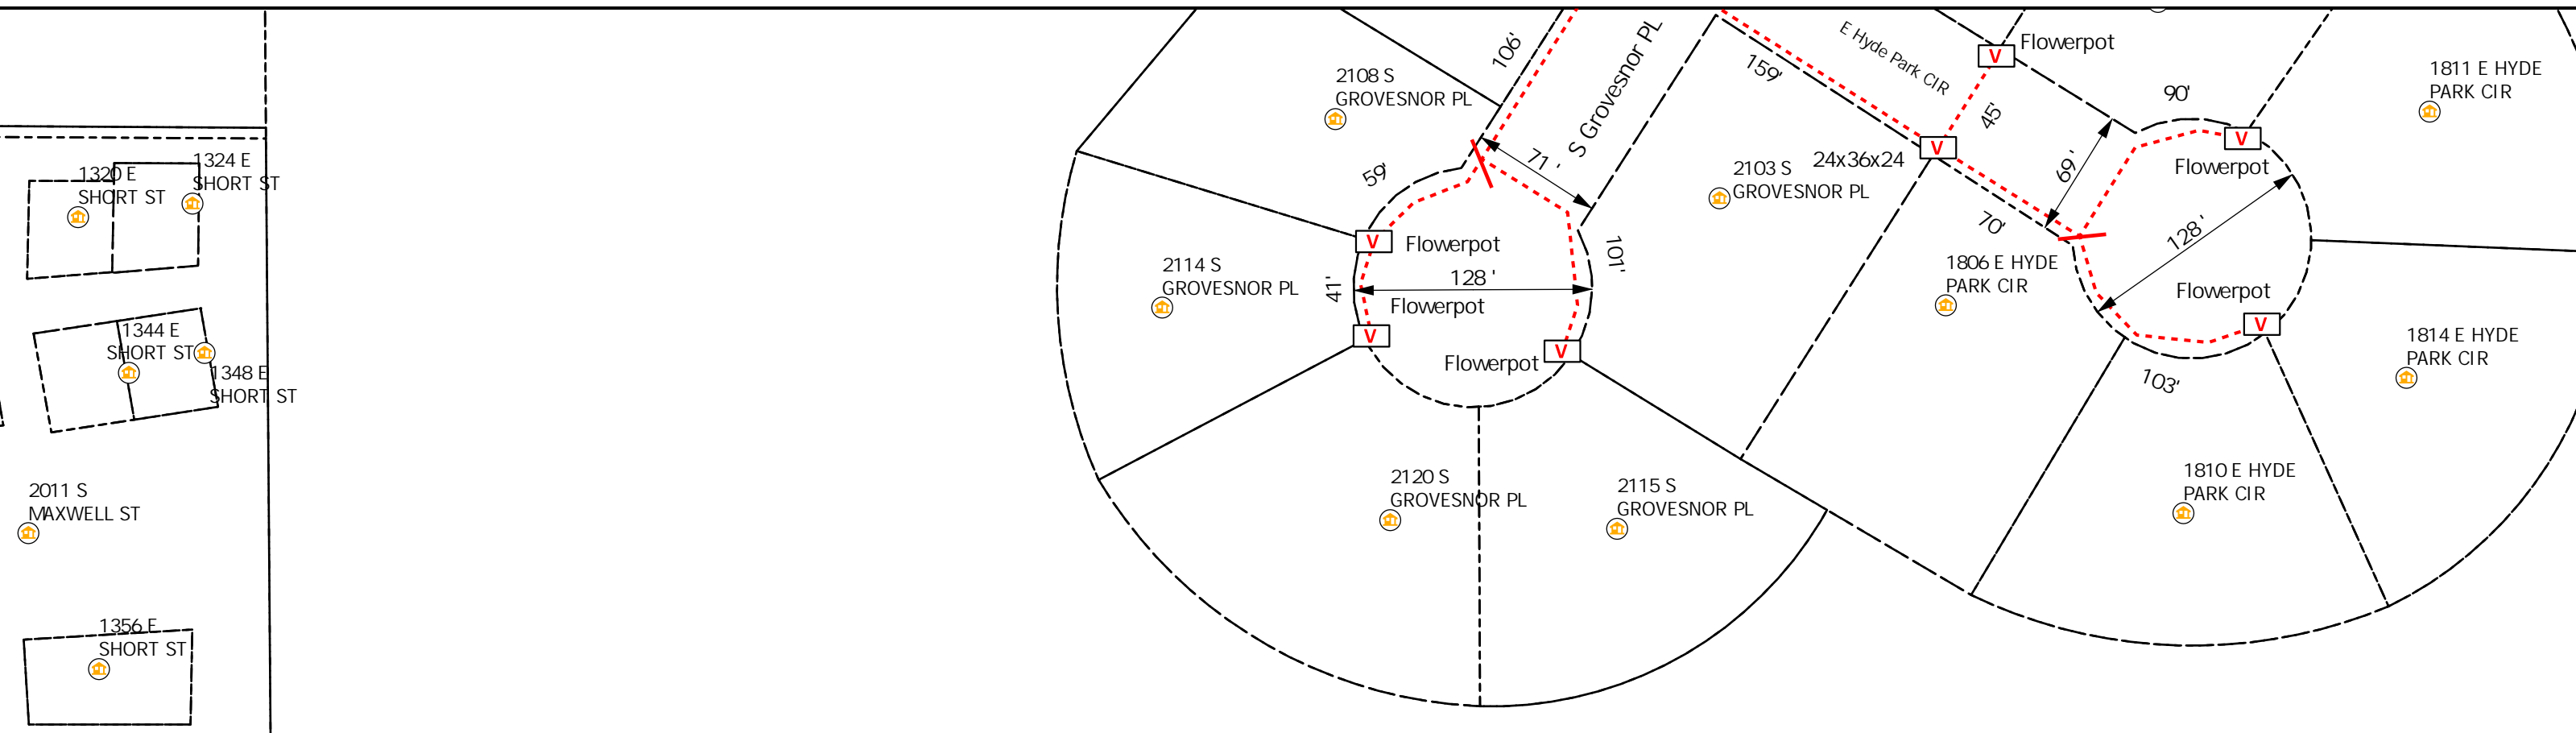 1320 E
SHORT ST
1324 E
SHORT ST
1344 E
SHORT ST
1348 E
SHORT ST
2011 S
MAXWELL ST
1356 E
SHORT ST
2108 S
GROVESNOR PL
106'
S Grovesnor PL
59'
71 '
V
Flowerpot
101'
2114 S
GROVESNOR PL
41'
128 '
Flowerpot
V
Flowerpot
V
2120 S
GROVESNOR PL
2115 S
GROVESNOR PL
159'
E Hyde Park CIR
V
Flowerpot
45'
2103 S
GROVESNOR PL
24x36x24
V
70'
69 '
90'
V
Flowerpot
128 '
1811 E HYDE
PARK CIR
1806 E HYDE
PARK CIR
Flowerpot
V
103'
1814 E HYDE
PARK CIR
1810 E HYDE
PARK CIR